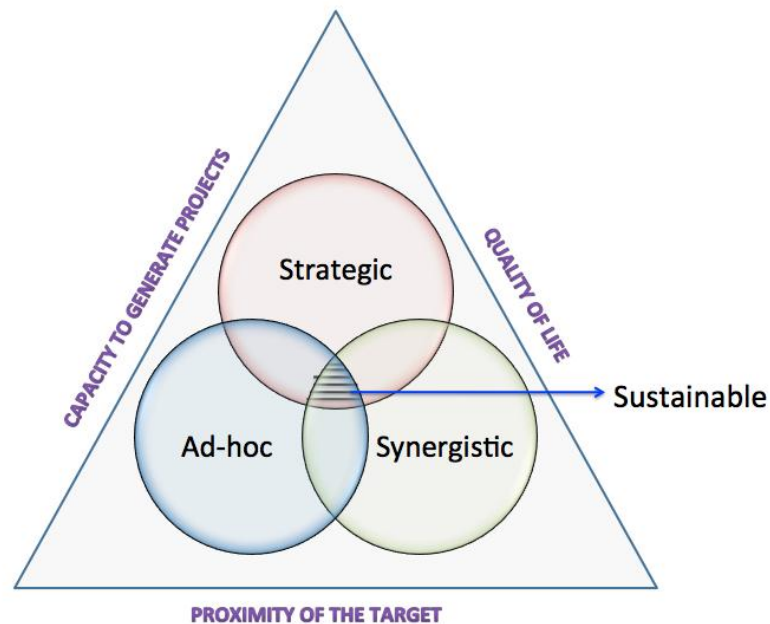 CAPACITY TO GENERATE PROJECTS
QUALITY OF LIFE
Strategic
Sustainable
Ad-hoc
Synergistic
PROXIMITY OF THE TARGET